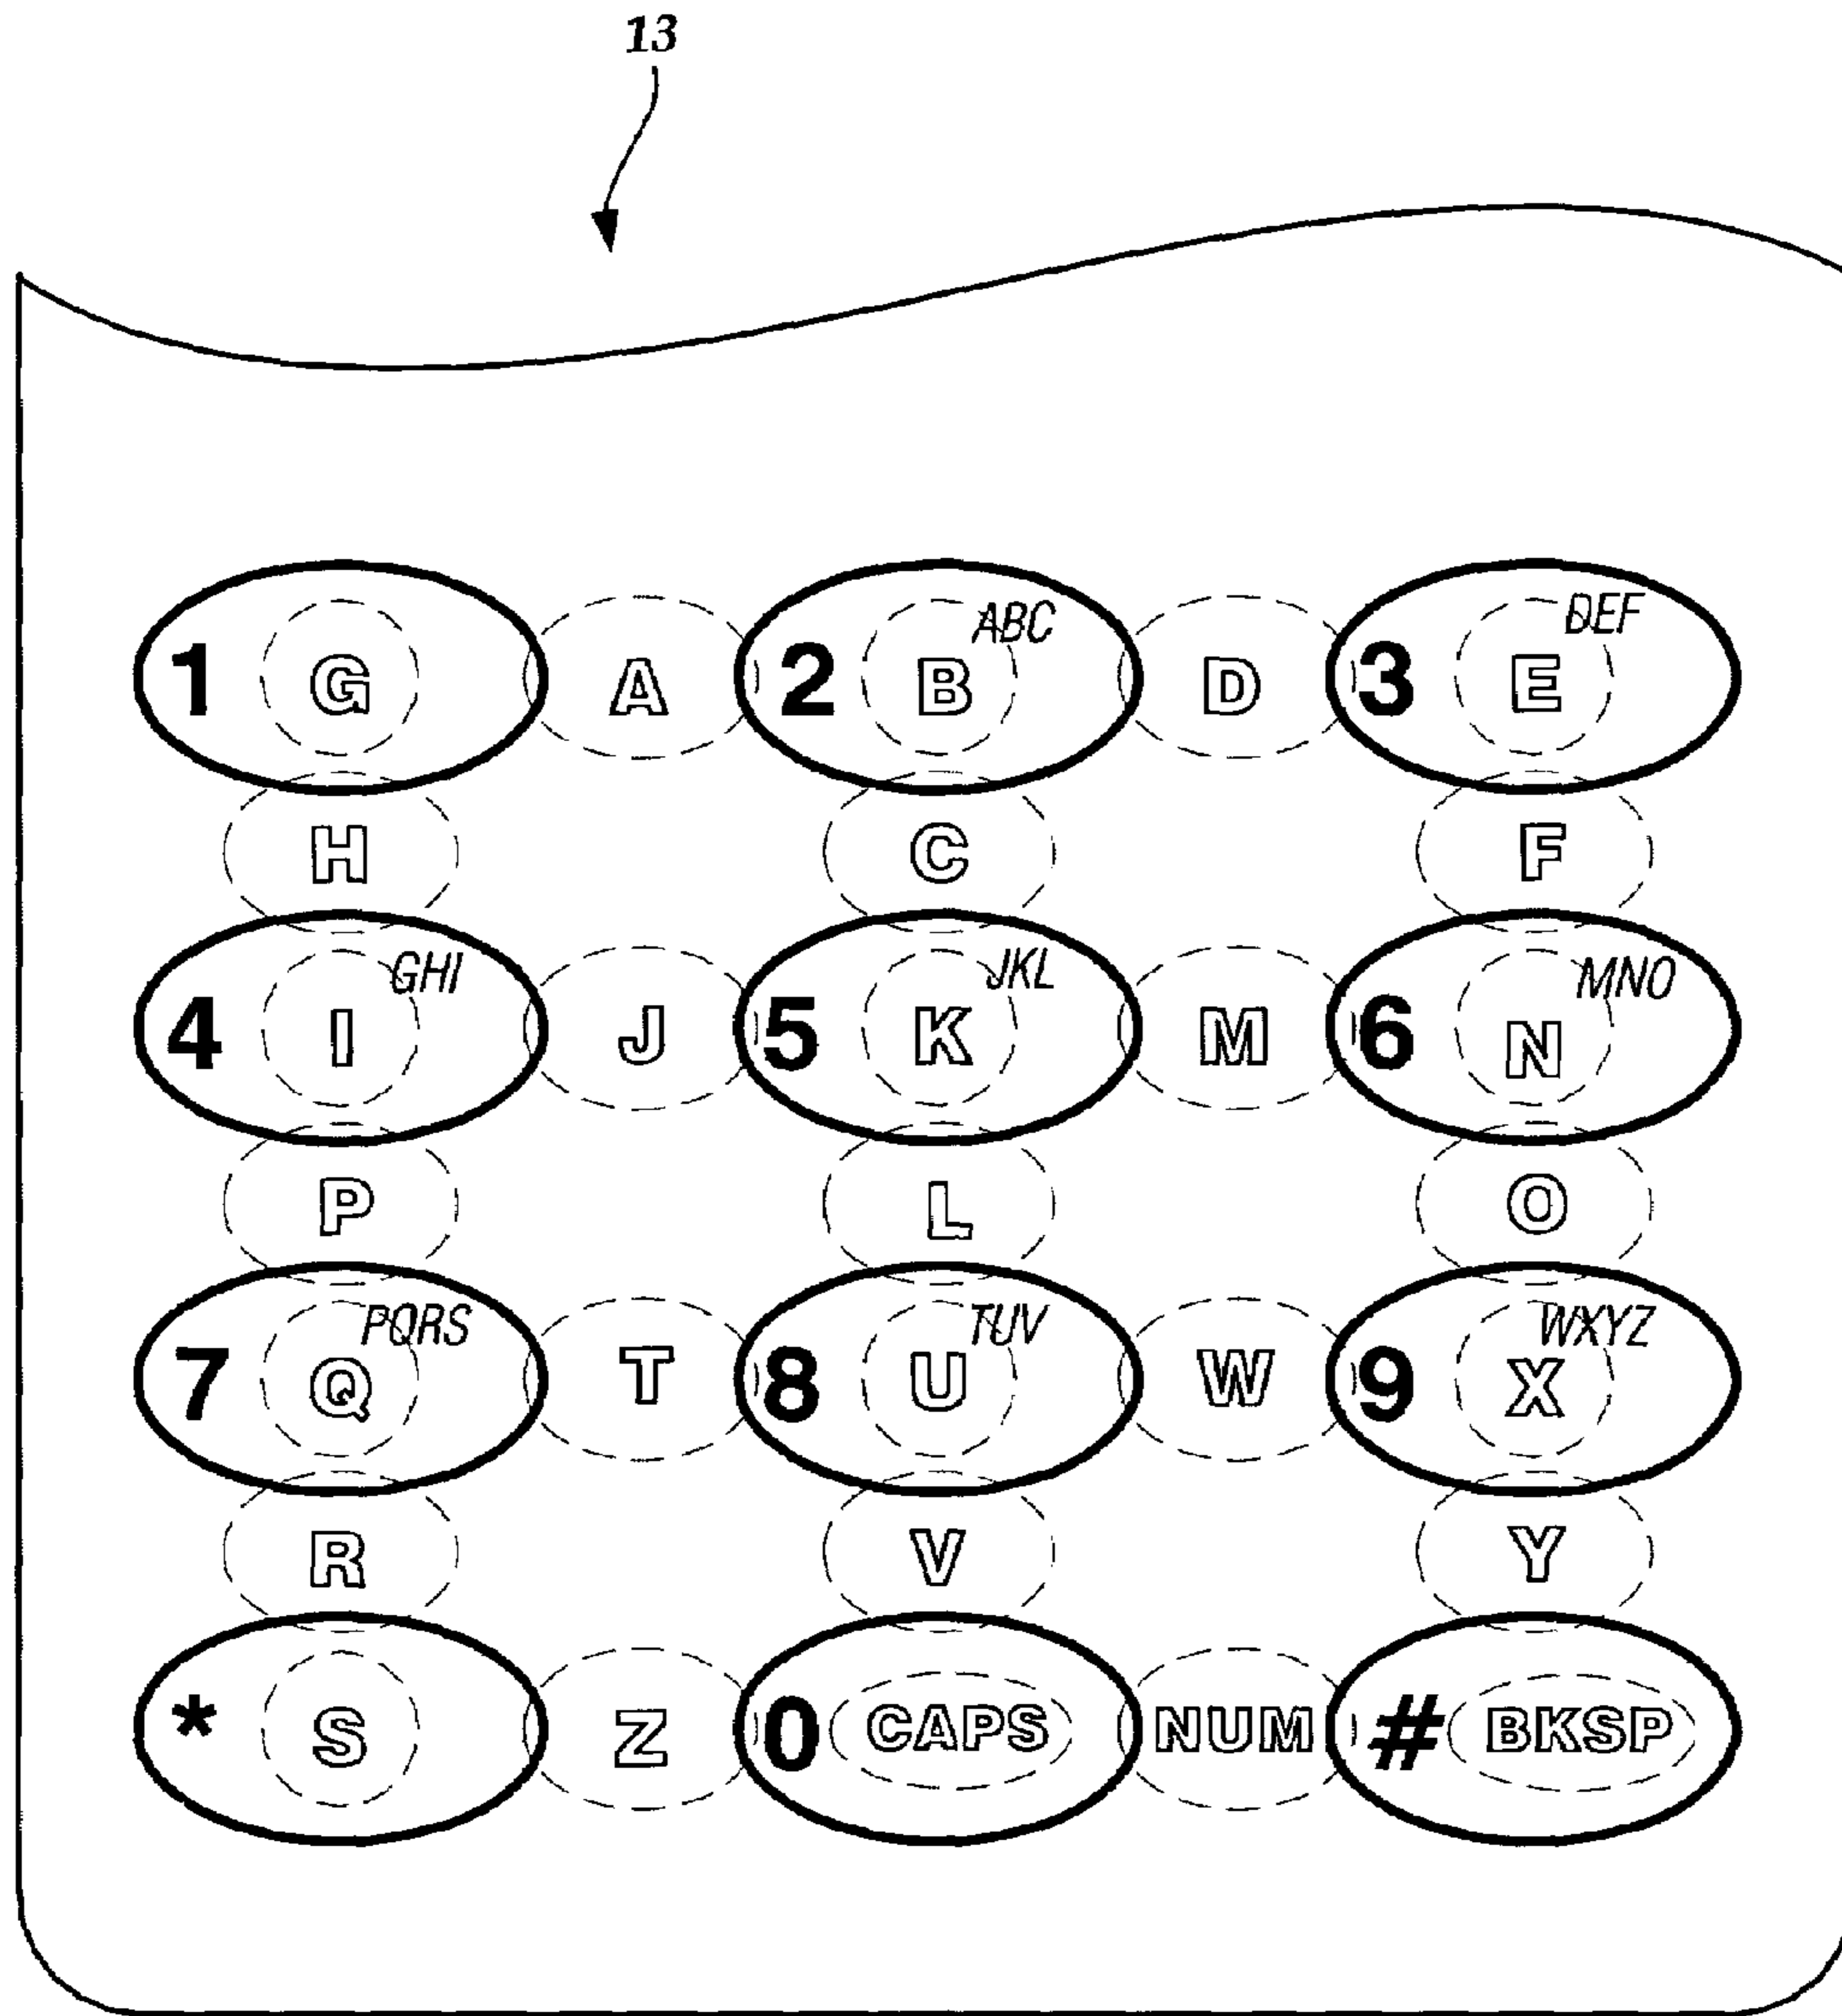 13
1 G A 2 B ABC D 3 E DEF
H C F
4 I GHI J 5 K JKL M 6 N MNO
P L O
7 Q PQRS T 8 U TUV W 9 X WXYZ
R V Y
* S Z 0 CAPS NUM # BKSP